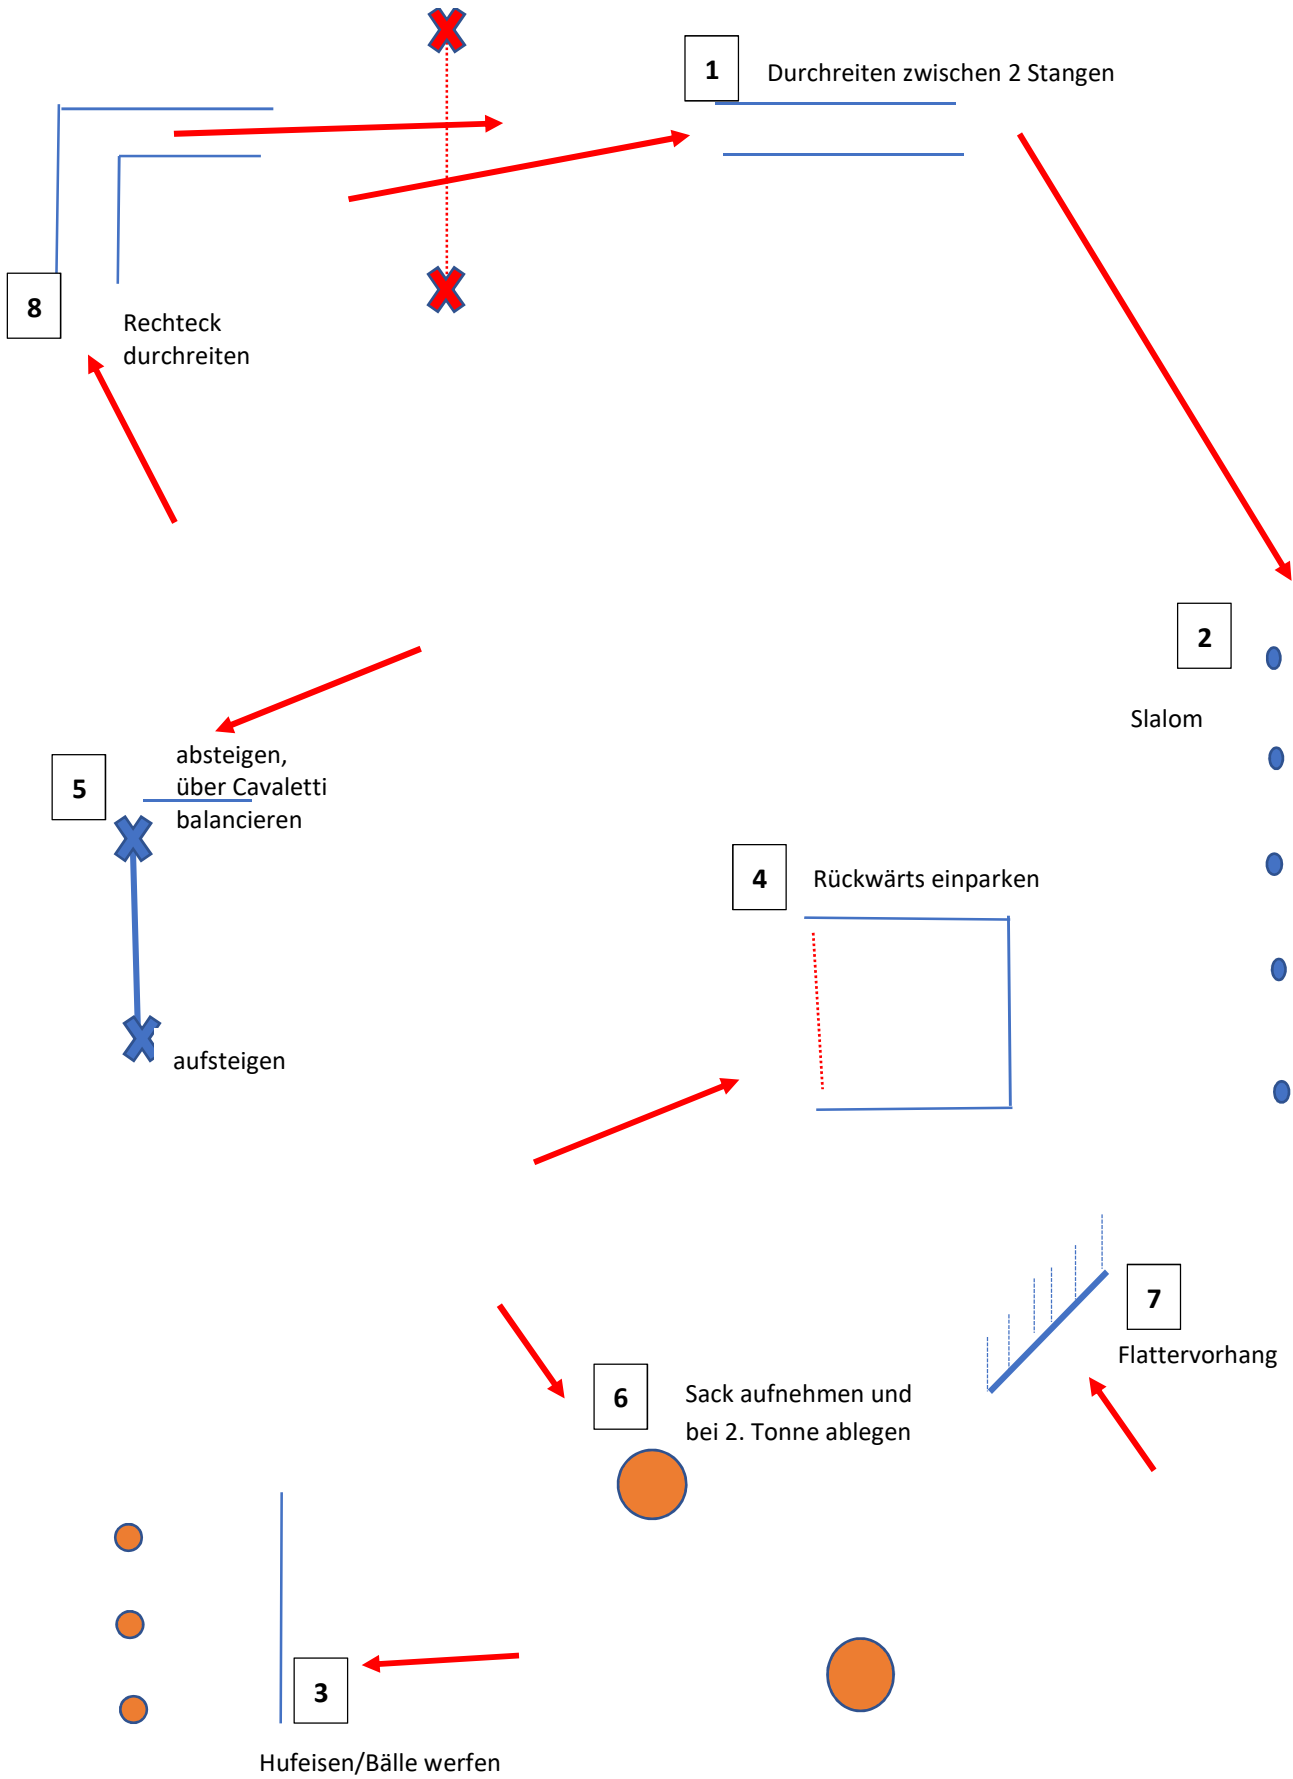 1
Durchreiten zwischen 2 Stangen
8
Rechteck
durchreiten
2
Slalom
5
absteigen,
über Cavaletti
balancieren
4
Rückwärts einparken
aufsteigen
7
Flattervorhang
6
Sack aufnehmen und
bei 2. Tonne ablegen
3
Hufeisen/Bälle werfen